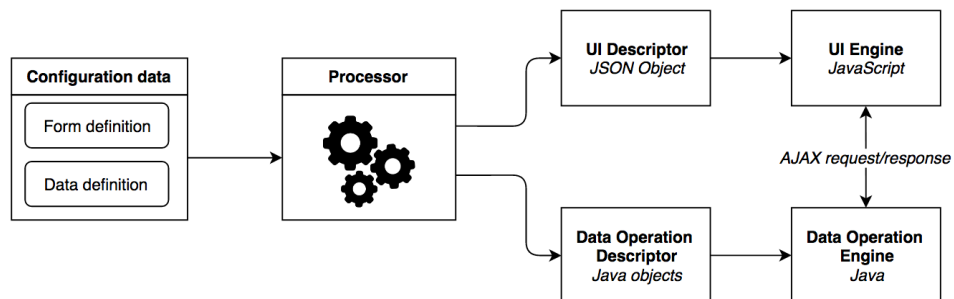 Configuration data
Form definition
Data definition
Processor
UI Descriptor
JSON Object
UI Engine
JavaScript
AJAX request/response
Data Operation
Descriptor
Java objects
Data Operation
Engine
Java